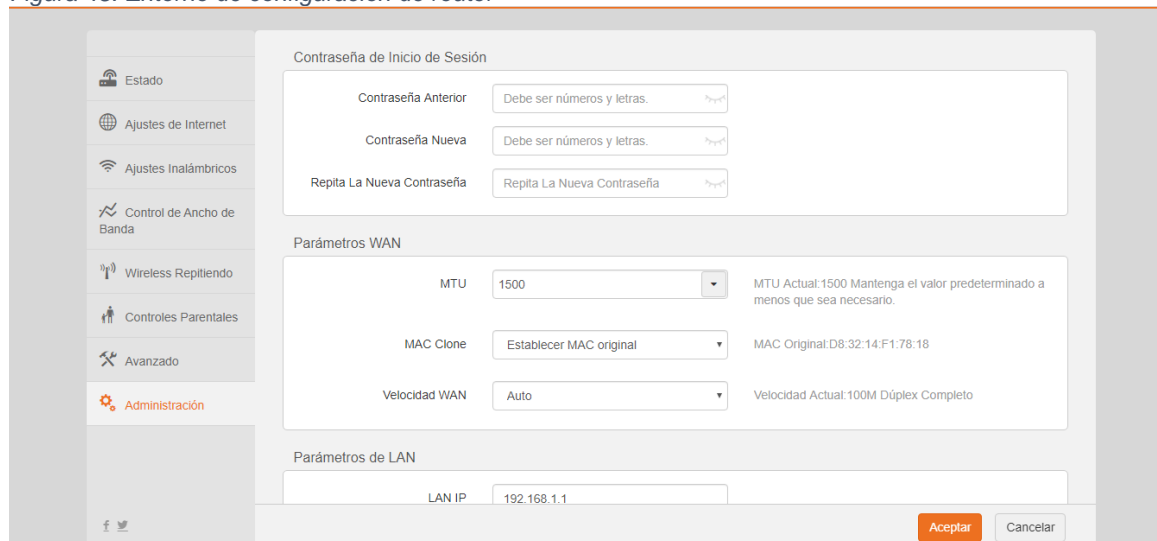 Contraseña de Inicio de Sesión
Estado
Contraseña Anterior
Debe ser números y letras.
Ajustes de Internet
Contraseña Nueva
Debe ser números y letras.
Ajustes Inalámbricos
Repita La Nueva Contraseña
Repita La Nueva Contraseña
Control de Ancho de
Banda
Parámetros WAN
Wireless Repitiendo
MTU
1500
MTU Actual:1500 Mantenga el valor predeterminado a
menos que sea necesario.
Controles Parentales
MAC Clone
Establecer MAC original
MAC Original:D8:32:14:F1:78:18
Avanzado
Velocidad WAN
Auto
Velocidad Actual:100M Dúplex Completo
Administración
Parámetros de LAN
LAN IP
192.168.1.1
Aceptar
Cancelar